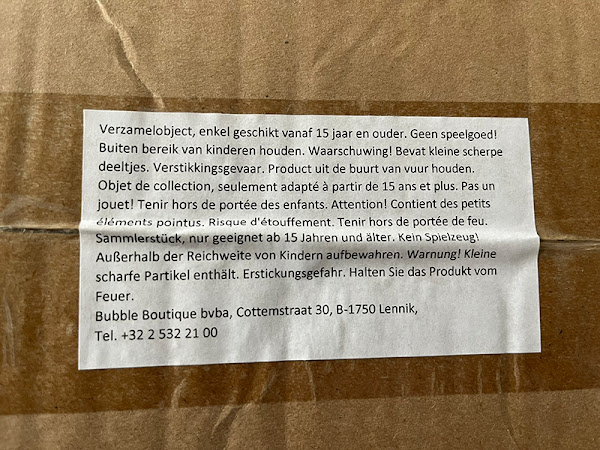 Verzamelobject, enkel geschikt vanaf 15 jaar en ouder. Geen speelgoed!
Buiten bereik van kinderen houden. Waarschuwing! Bevat kleine scherpe
deeltjes. Verstikkingsgevaar. Product uit de buurt van vuur houden.
Objet de collection, seulement adapté à partir de 15 ans et plus. Pas un
jouet! Tenir hors de portée des enfants. Attention! Contient des petits
éléments pointus. Risque d'étouffement. Tenir hors de portée de feu.
Sammlerstück, nur geeignet ab 15 Jahren und älter. Kein Spielzeug!
Außerhalb der Reichweite von Kindern aufbewahren. Warnung! Kleine
scharfe Partikel enthält. Erstickungsgefahr. Halten Sie das Produkt vom
Feuer.
Bubble Boutique bvba, Cottemstraat 30, B-1750 Lennik,
Tel. +32 2 532 21 00